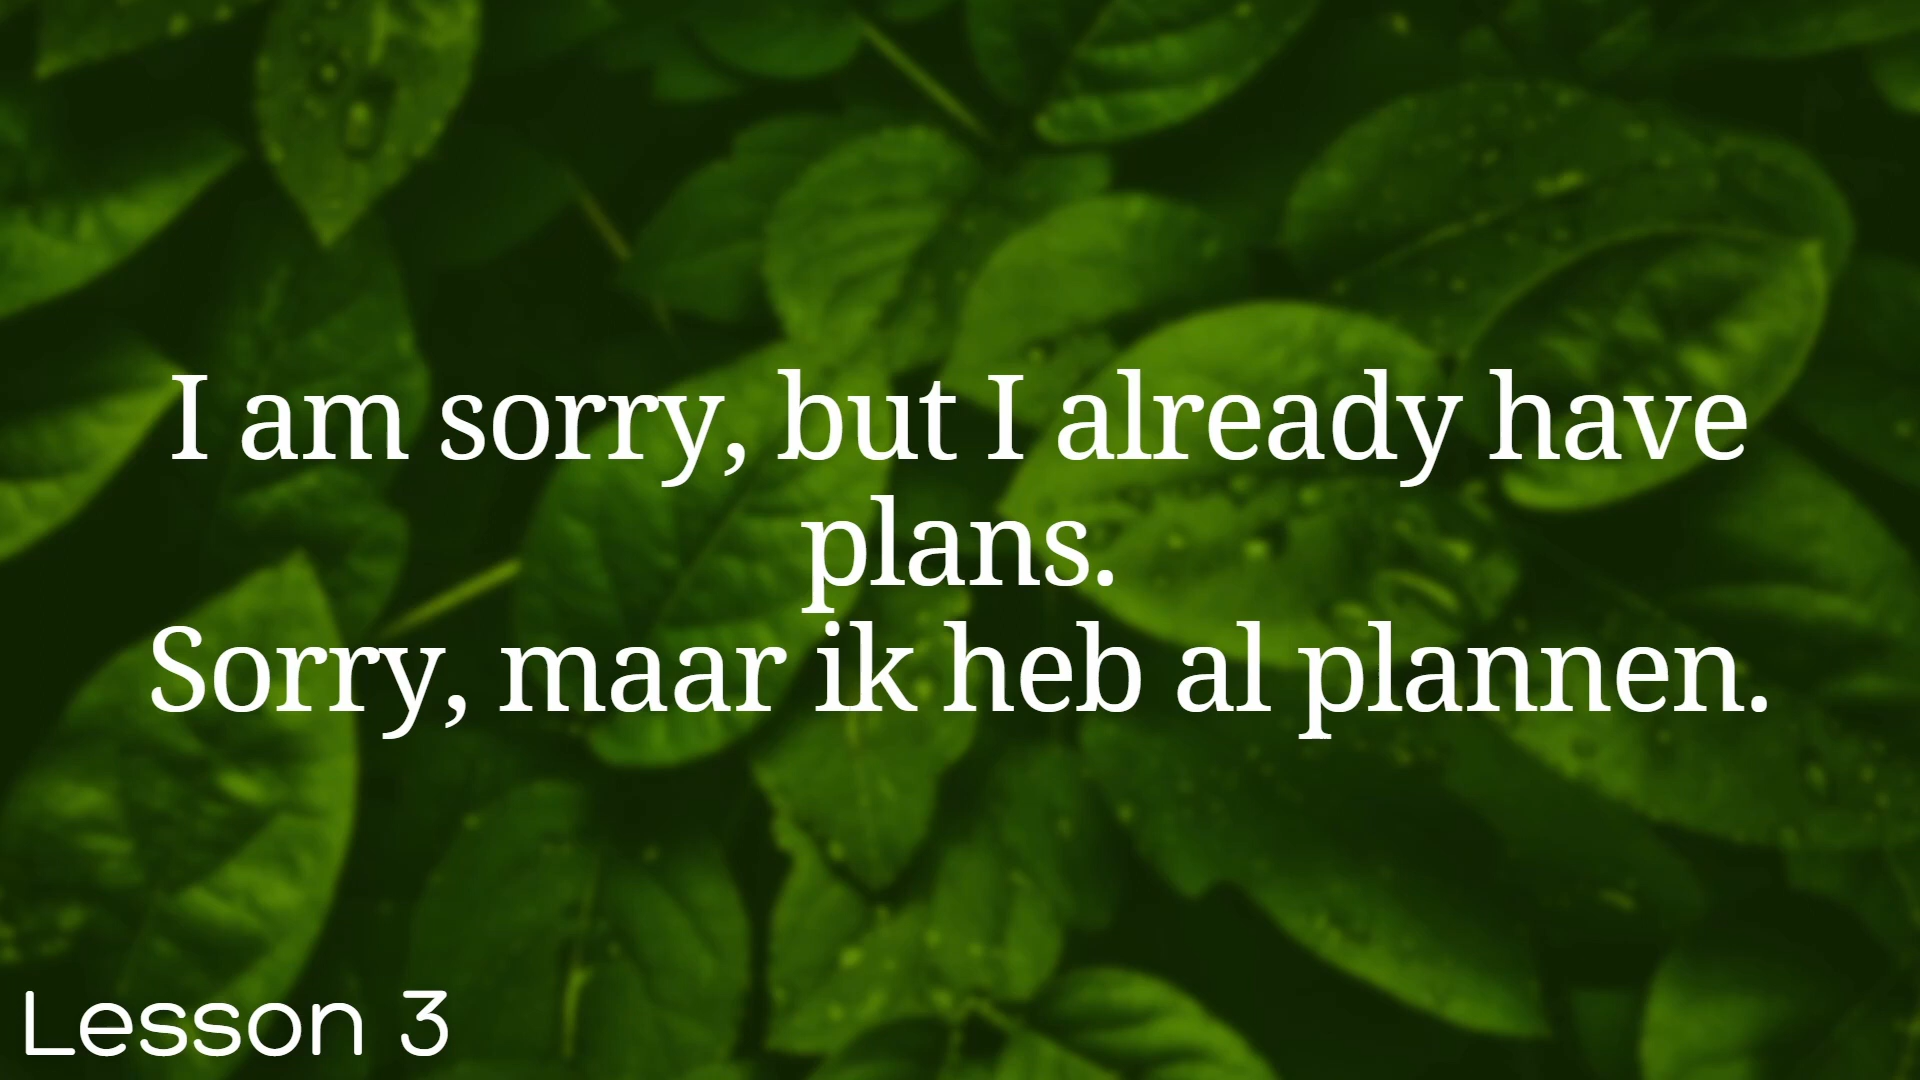 I am sorry, but I already have
plans.
Sorry, maar ik heb al plannen.
Lesson 3